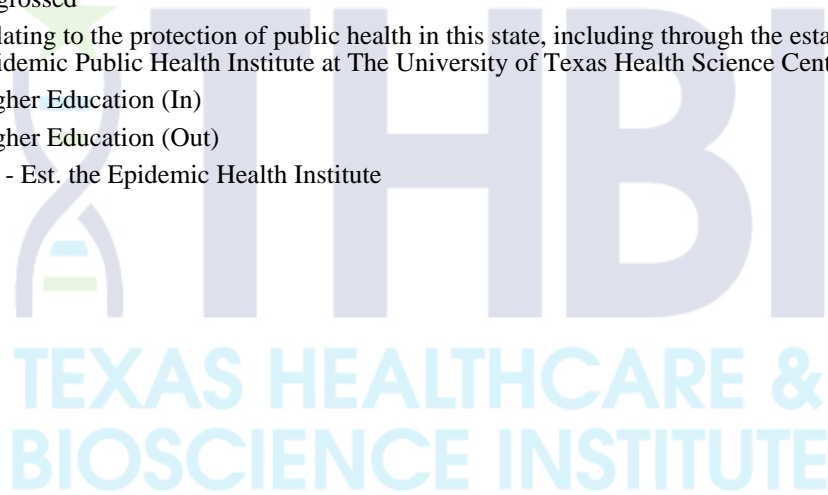 grossed
lating to the protection of public health in this state, including through the esta
idemic Public Health Institute at The University of Texas Health Science Cent
gher Education (In)
gher Education (Out)
- Est. the Epidemic Health Institute
THBI
TEXAS HEALTHCARE &
BIOSCIENCE INSTITUTE